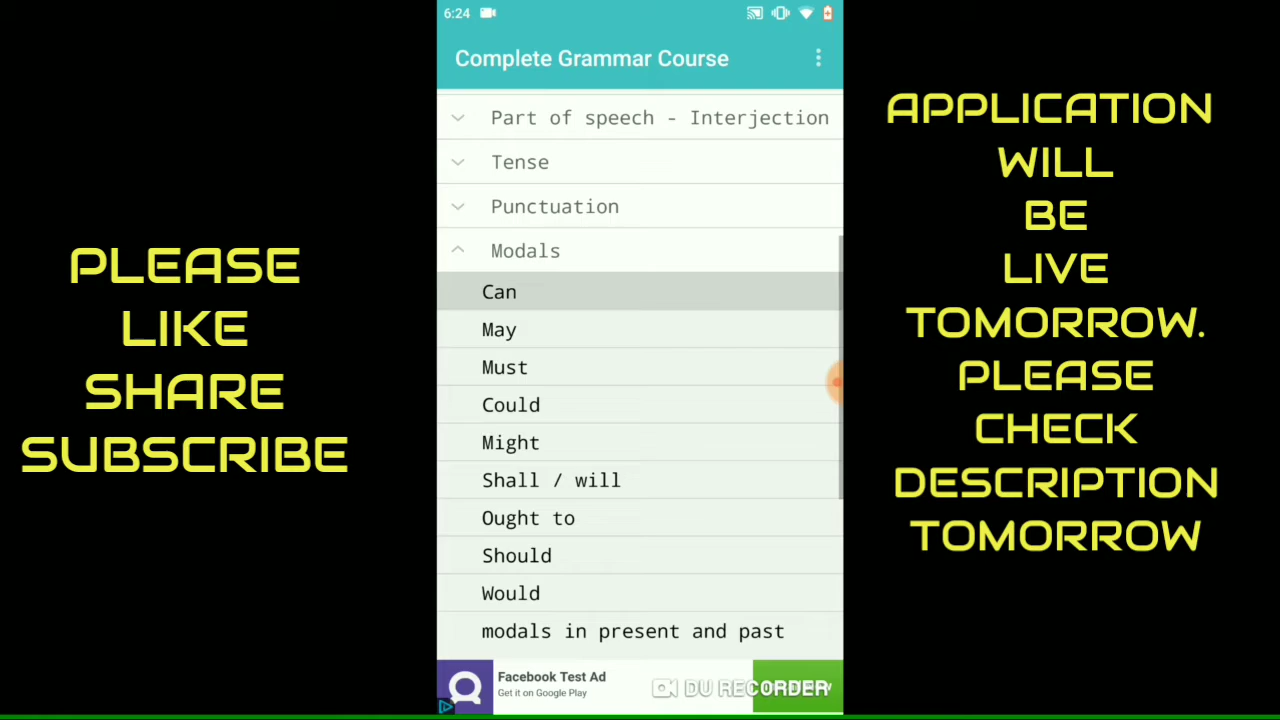 PLEASE
LIKE
SHARE
SUBSCRIBE
6:24
Complete Grammar Course
Part of speech - Interjection
Tense
Punctuation
Modals
Can
May
Must
Could
Might
Shall / will
Ought to
Should
Would
modals in present and past
Facebook Test Ad
Get it on Google Play
DU RECORDER
APPLICATION
WILL
BE
LIVE
TOMORROW.
PLEASE
CHECK
DESCRIPTION
TOMORROW